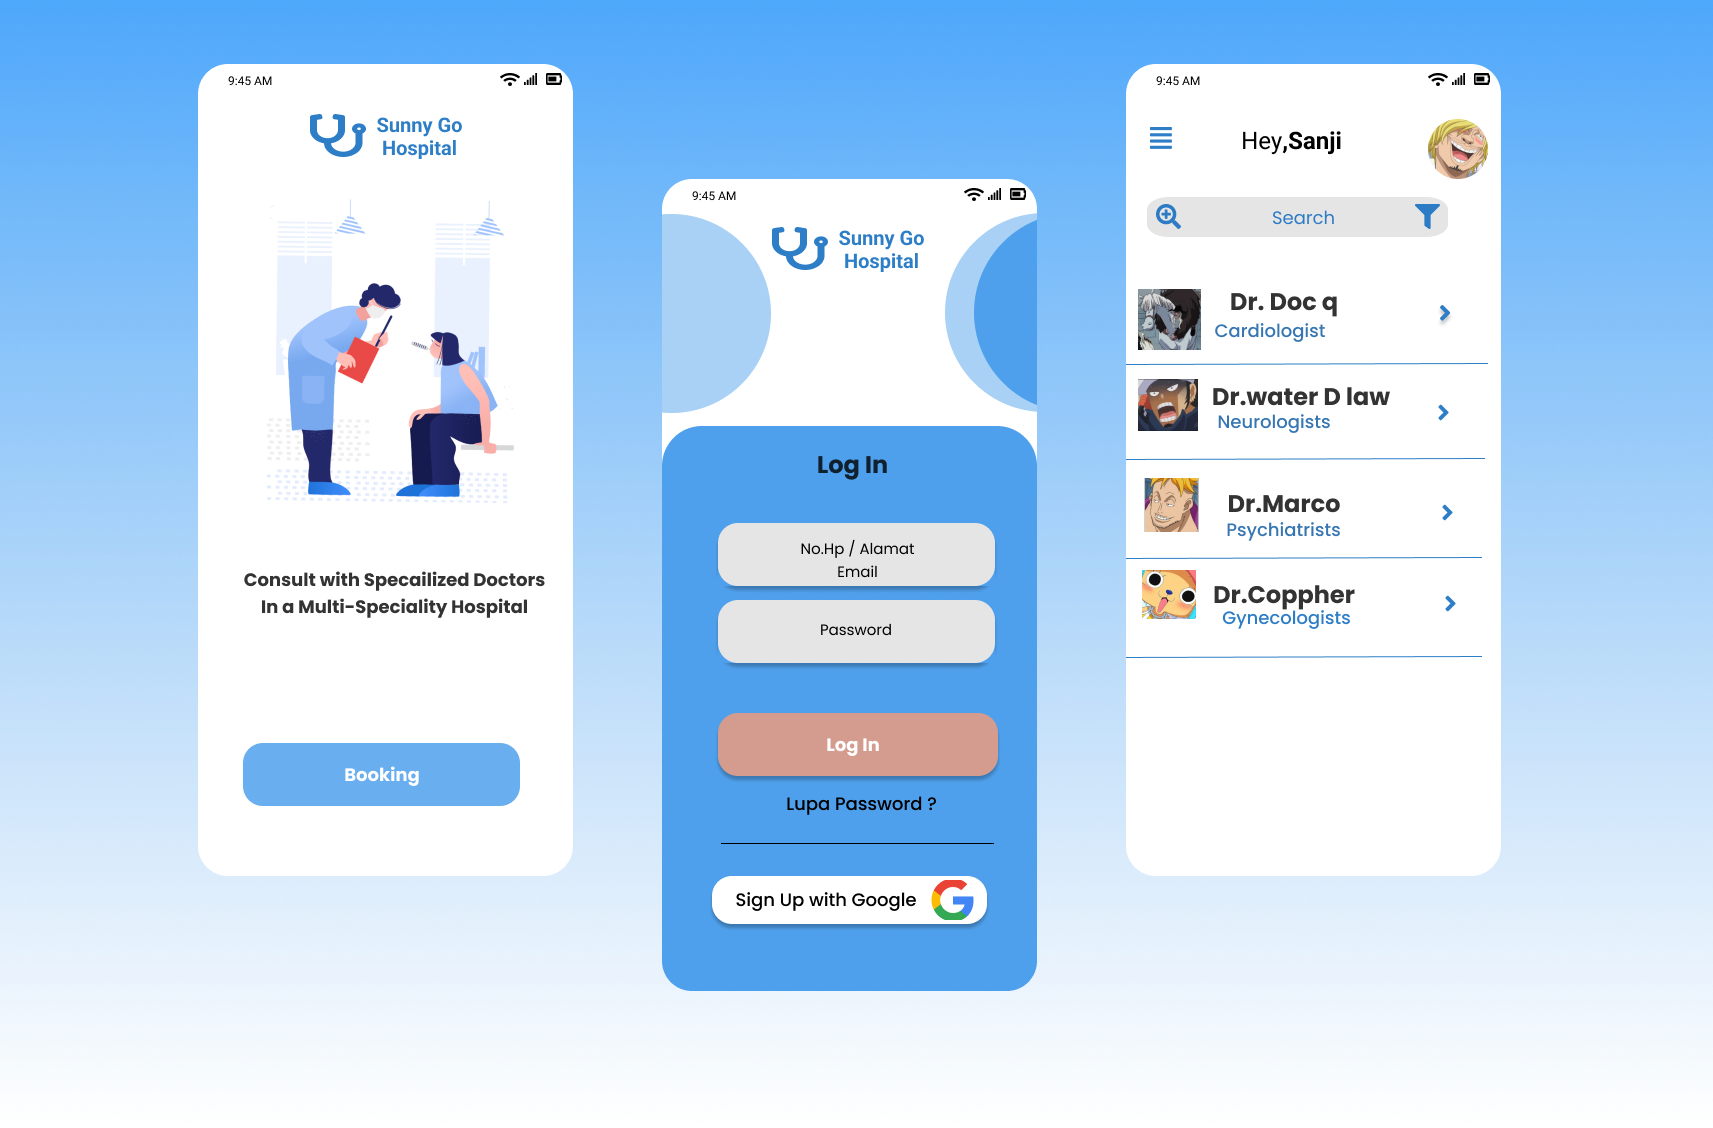 9:45 AM
Sunny Go
Hospital
Consult with Specailized Doctors
In a Multi-Speciality Hospital
Booking
9:45 AM
Sunny Go
Hospital
Log In
No.Hp / Alamat
Email
Password
Log In
Lupa Password ?
Sign Up with Google
9:45 AM
Hey,Sanji
Search
Dr. Doc q
Cardiologist
Dr.water D law
Neurologists
Dr.Marco
Psychiatrists
Dr.Coppher
Gynecologists